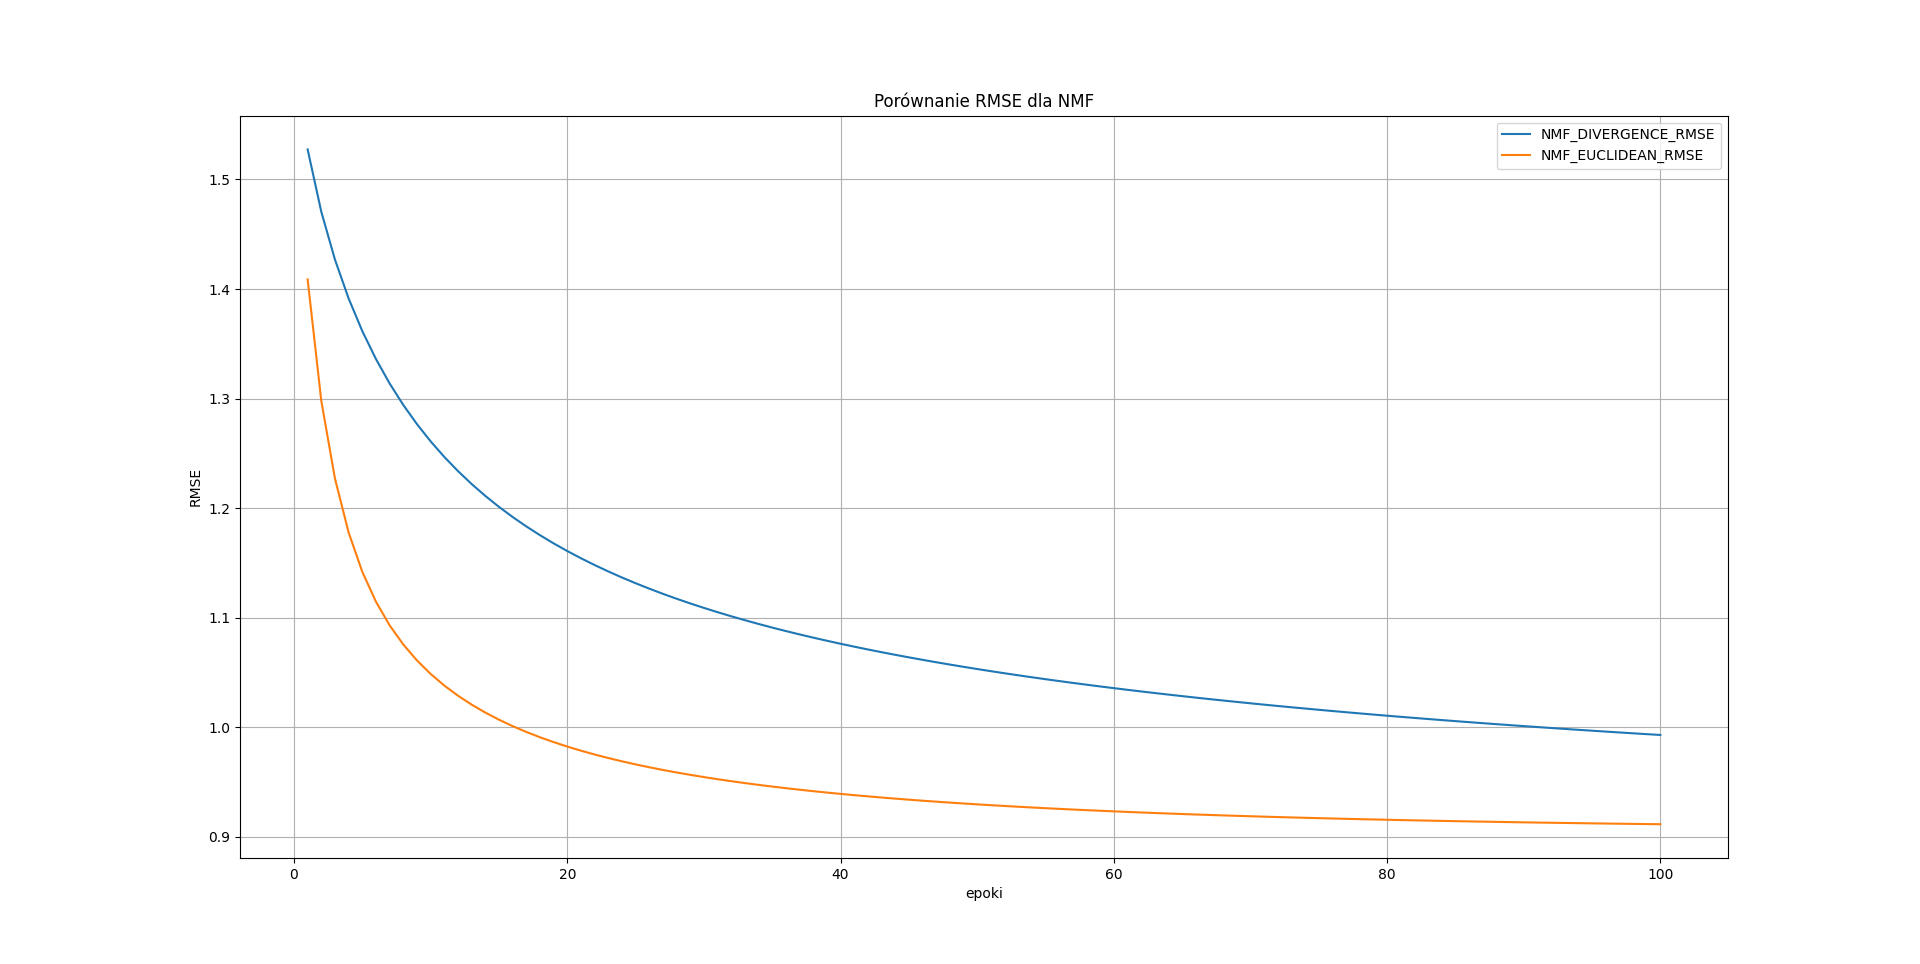 Porównanie RMSE dla NMF
NMF_DIVERGENCE_RMSE
NMF_EUCLIDEAN_RMSE
RMSE
1.5
1.4
1.3
1.2
1.1
1.0
0.9
0 20 40 60 80 100
epoki